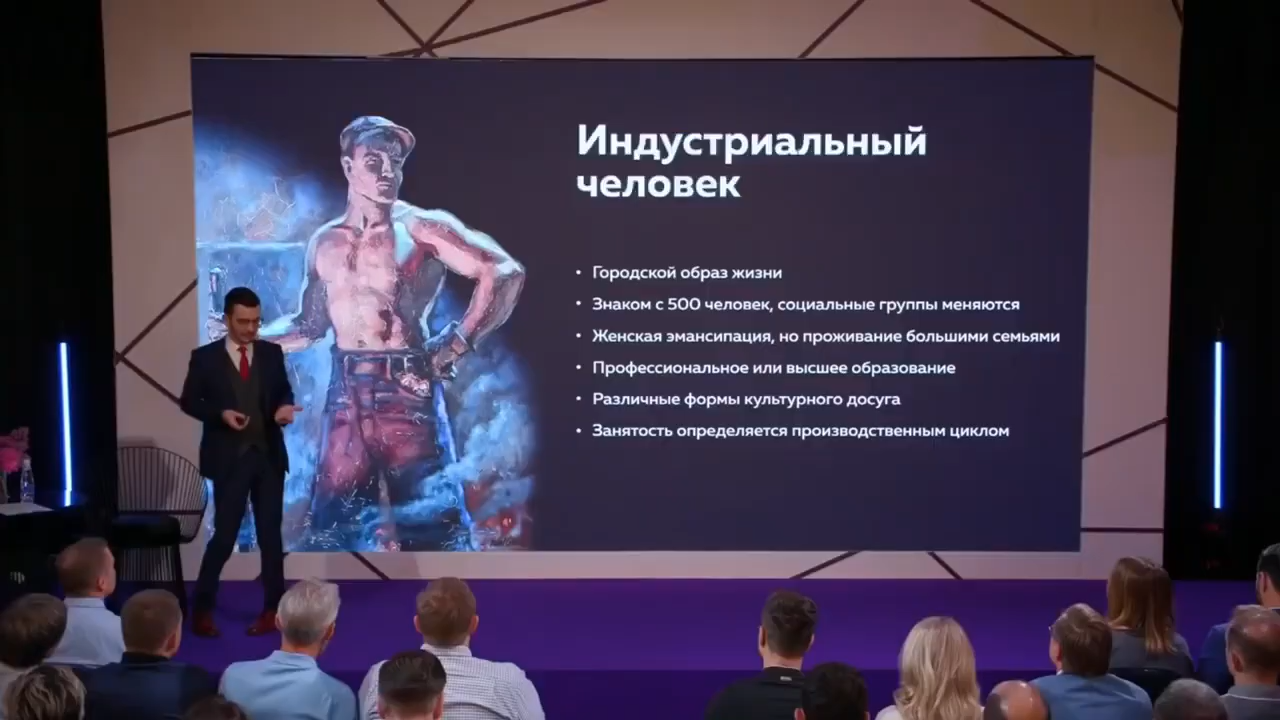 Индустриальный
человек
• Городской образ жизни
• Знаком с 500 человек, социальные группы меняются
• Женская эмансипация, но проживание большими семьями
• Профессиональное или высшее образование
• Различные формы культурного досуга
• Занятость определяется производственным циклом